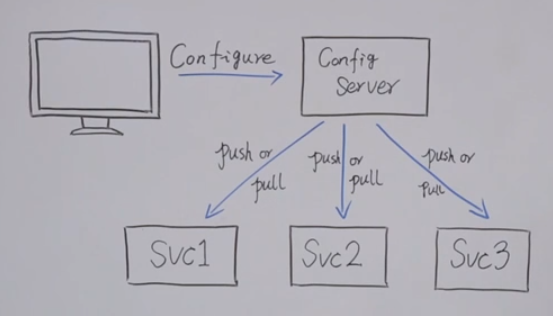 Configure
Config
Server
push or
pull
push or
pull
push or
pull
Svc1
Svc2
Svc3